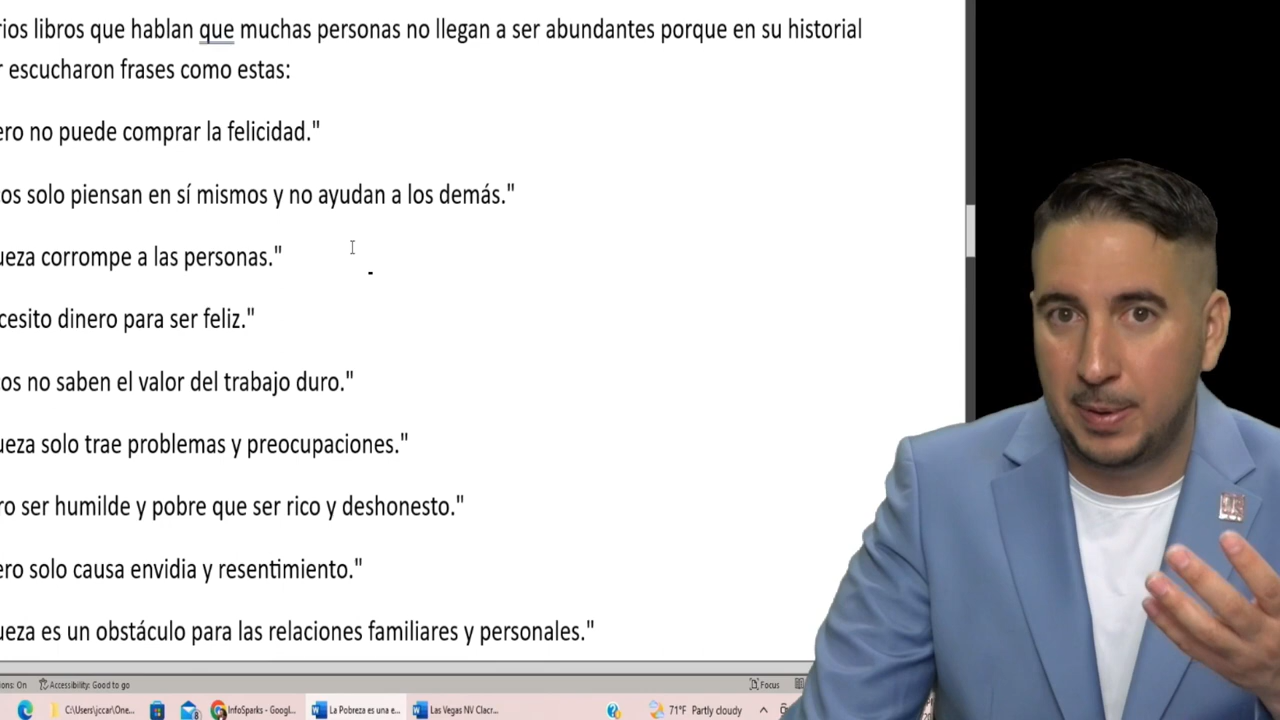 rios libros que hablan que muchas personas no llegan a ser abundantes porque en su historial
r escucharon frases como estas:
ero no puede comprar la felicidad."
os solo piensan en sí mismos y no ayudan a los demás."
ueza corrompe a las personas."
cesito dinero para ser feliz."
os no saben el valor del trabajo duro."
ueza solo trae problemas y preocupaciones."
ro ser humilde y pobre que ser rico y deshonesto."
ero solo causa envidia y resentimiento."
ueza es un obstáculo para las relaciones familiares y personales."
ons: On Accessibility: Good to go Focus
C:\Users\jccar\One... InfoSparks - Googl... La Pobreza es una e... Las Vegas NV Clacr... 71°F Partly cloudy